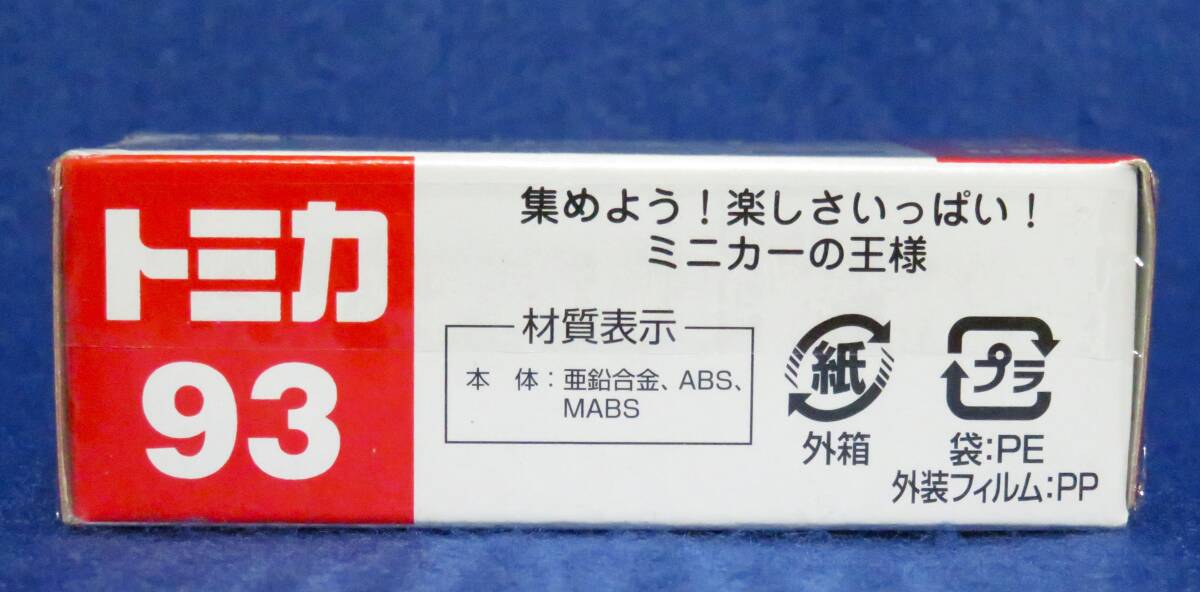 トミカ
93
集めよう！楽しさいっぱい！
ミニカーの王様
材質表示
本　体：亜鉛合金、ABS、
MABS
紙
外箱
プラ
袋：PE
外装フィルム：PP